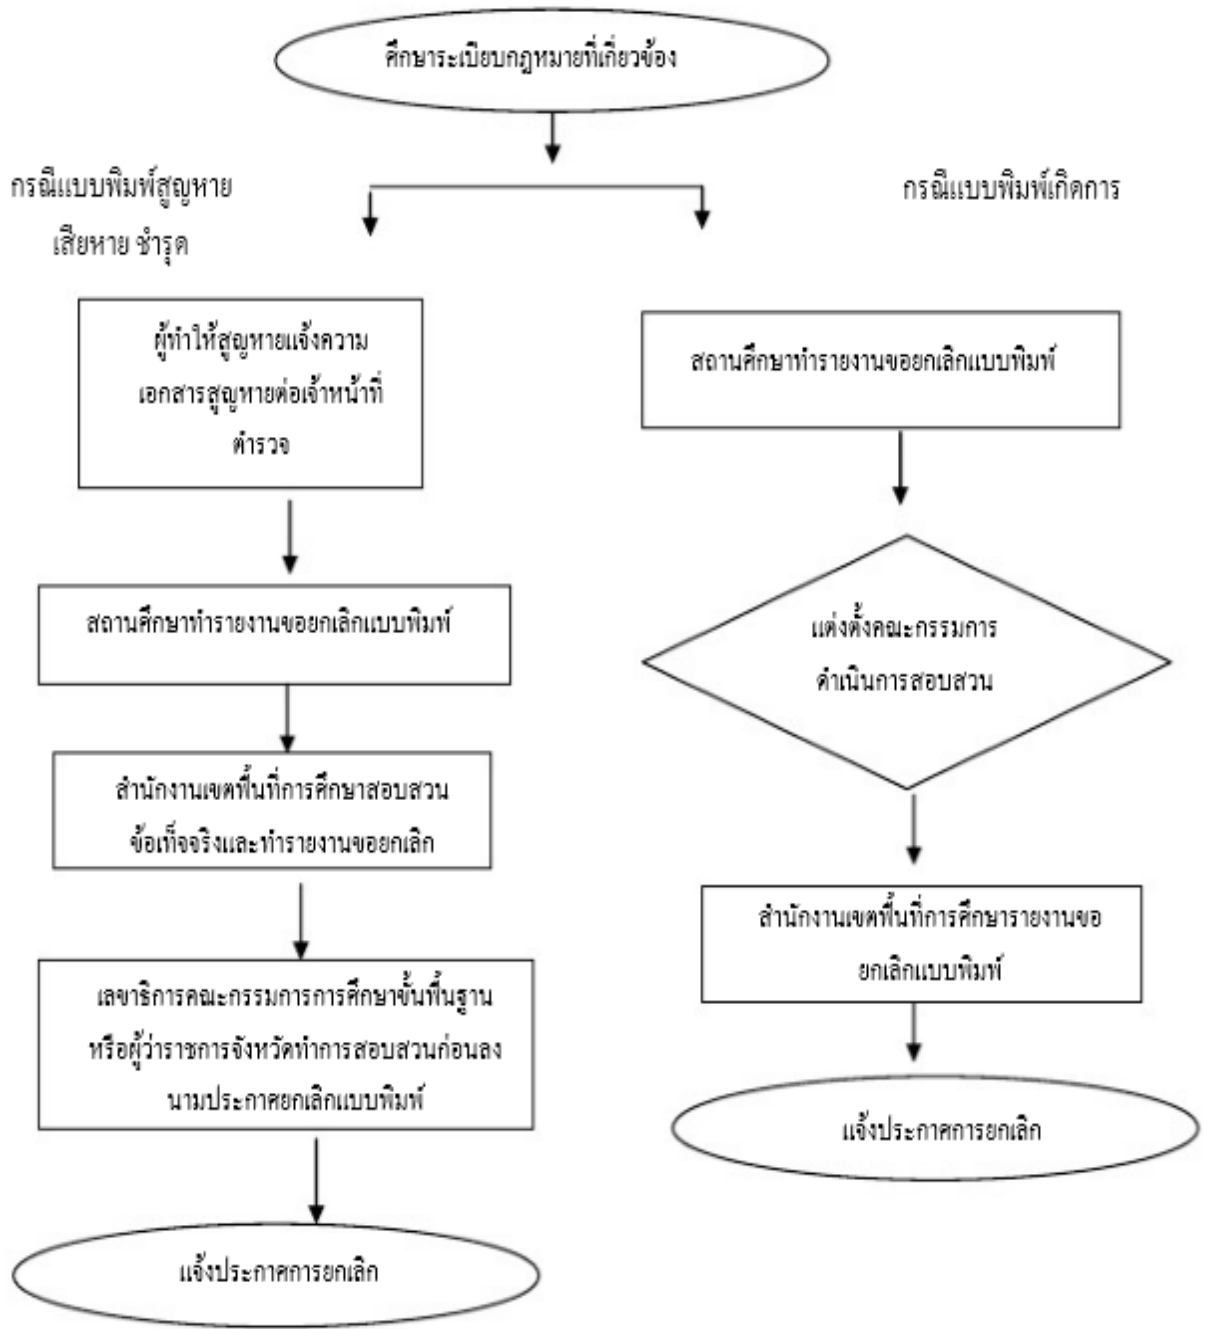 ศึกษาระเบียบกฎหมายที่เกี่ยวข้อง
กรณีแบบพิมพ์สูญหาย
เสียหาย ชำรุด
กรณีแบบพิมพ์เกิดการ
ผู้ทำให้สูญหายแจ้งความ
เอกสารสูญหายต่อเจ้าหน้าที่
ตำรวจ
สถานศึกษาทำรายงานขอยกเลิกแบบพิมพ์
สำนักงานเขตพื้นที่การศึกษาสอบสวน
ข้อเท็จจริงและทำรายงานขอยกเลิก
เลขาธิการคณะกรรมการการศึกษาขั้นพื้นฐาน
หรือผู้ว่าราชการจังหวัดทำการสอบสวนก่อนลง
นามประกาศยกเลิกแบบพิมพ์
แจ้งประกาศการยกเลิก
สถานศึกษาทำรายงานขอยกเลิกแบบพิมพ์
แต่งตั้งคณะกรรมการ
ดำเนินการสอบสวน
สำนักงานเขตพื้นที่การศึกษารายงานขอ
ยกเลิกแบบพิมพ์
แจ้งประกาศการยกเลิก